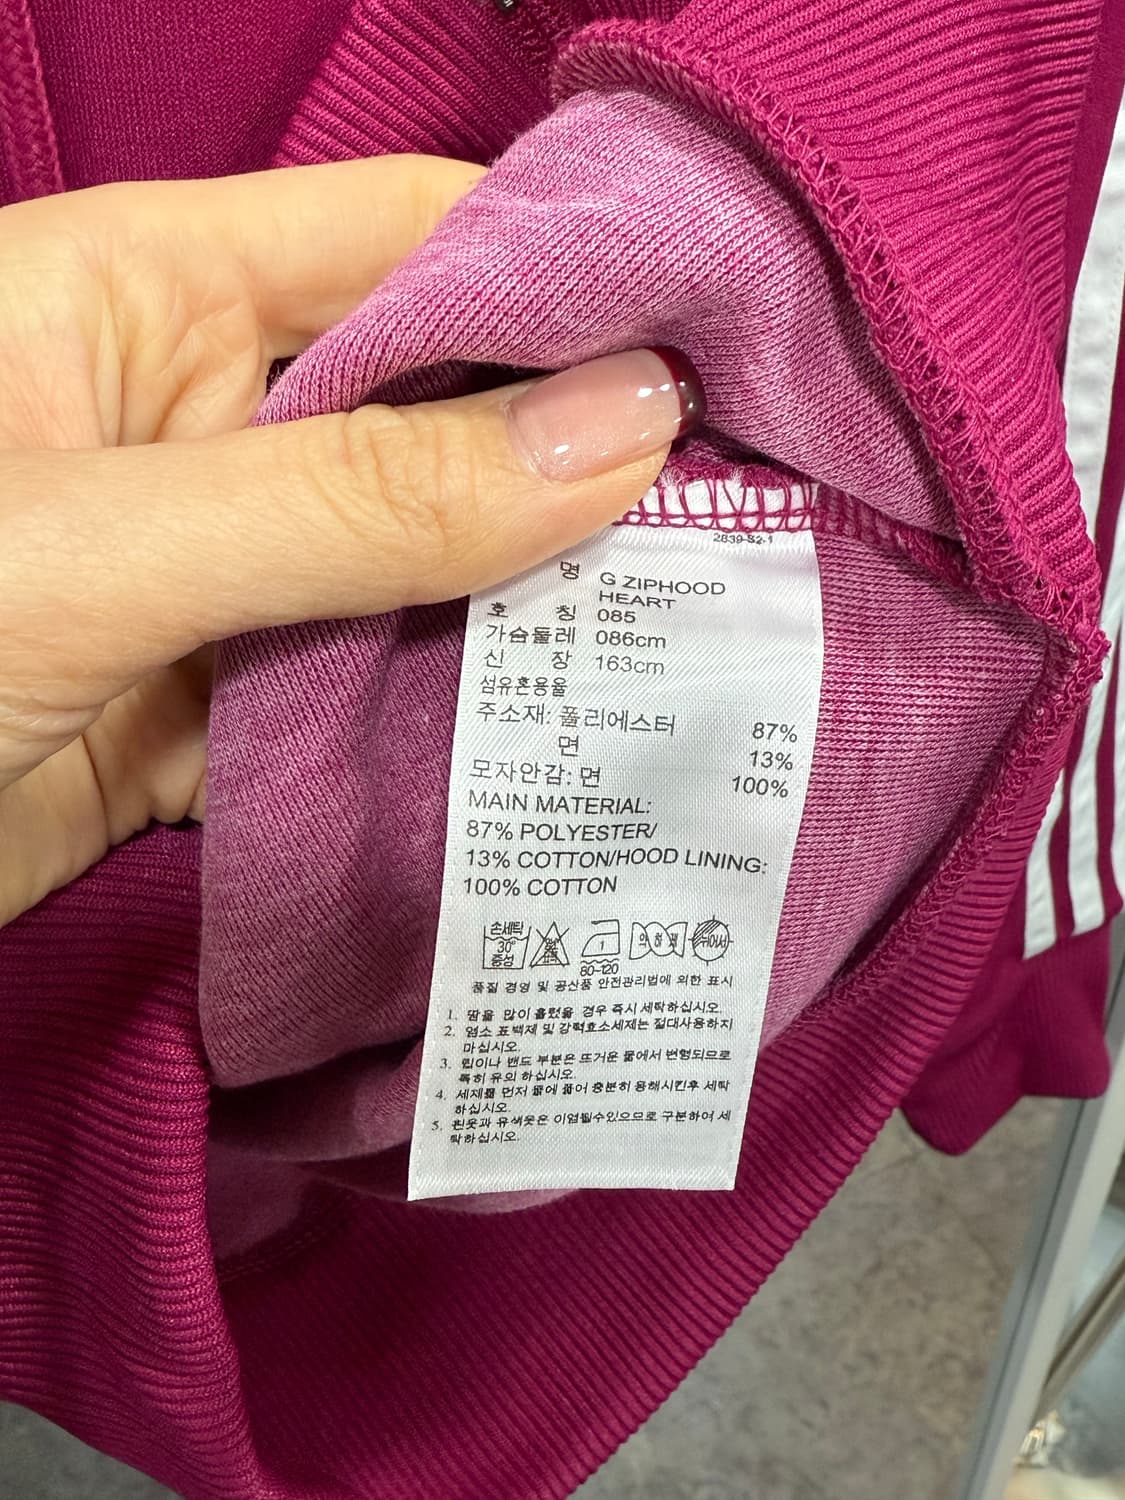 2839-S2-1
명 G ZIPHOOD
HEART
호 칭 085
가슴둘레 086cm
신 장 163cm
섬유혼용율
주소재: 폴리에스터 87%
면 13%
모자안감: 면 100%
MAIN MATERIAL:
87% POLYESTER/
13% COTTON/HOOD LINING:
100% COTTON
손세탁
30°
중성
1
80~120
품질 경영 및 공산품 안전관리법에 의한 표시
1. 땀을 많이 흘렸을 경우 즉시 세탁하십시오.
2. 염소 표백제 및 강력효소세제는 절대사용하지
마십시오.
3. 립이나 밴드 부분은 뜨거운 물에서 변형되므로
특히 유의 하십시오.
4. 세제를 먼저 물에 풀어 충분히 용해시킨후 세탁
하십시오.
5. 흰옷과 유색옷은 이염될수있으므로 구분하여 세
탁하십시오.